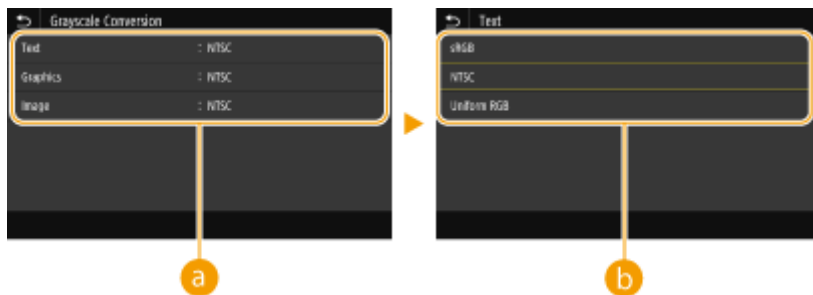 Grayscale Conversion
Text : NTSC
Graphics : NTSC
Image : NTSC
a
Text
sRGB
NTSC
Uniform RGB
b